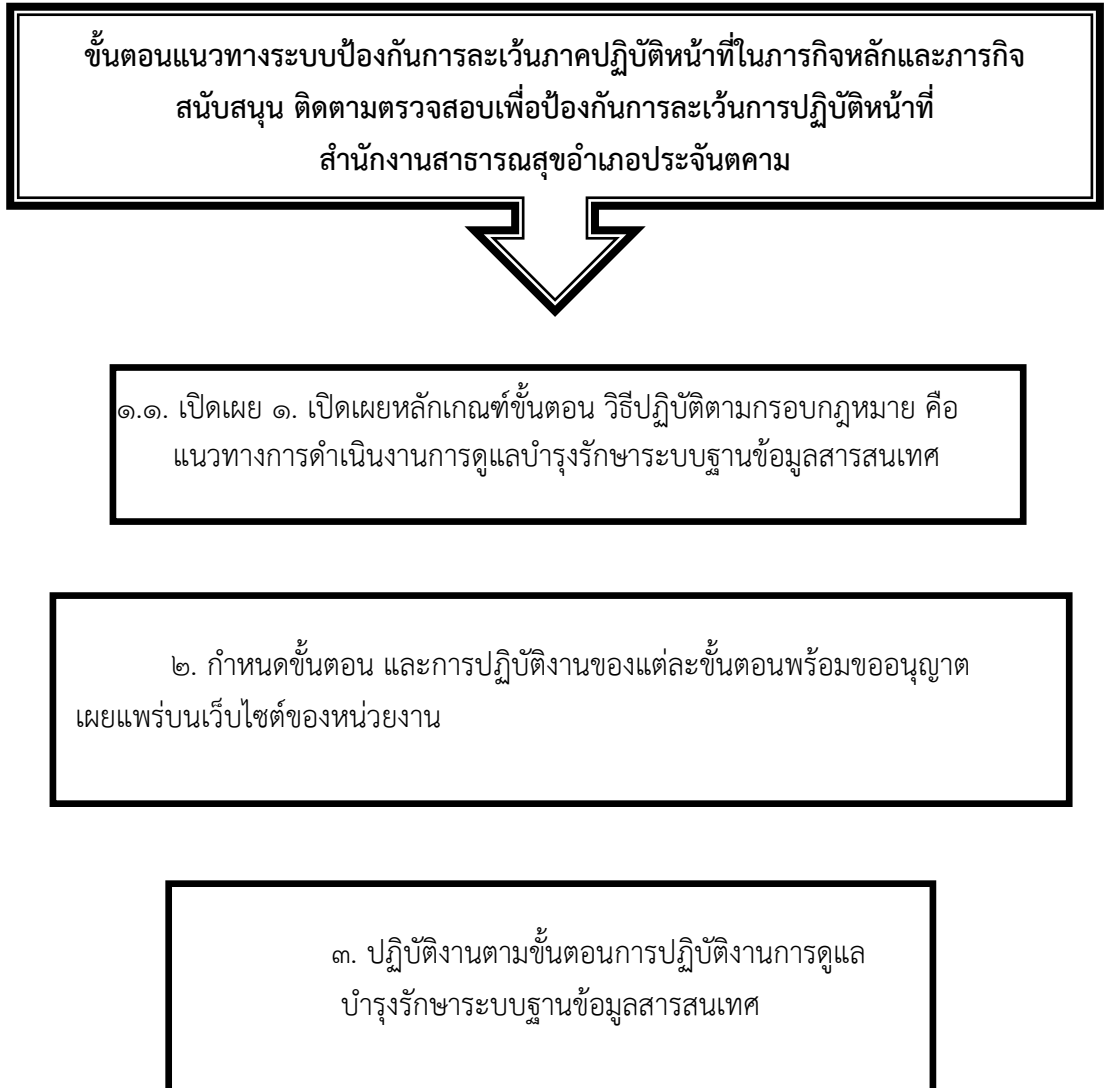 ขั้นตอนแนวทางระบบป้องกันการละเว้นภาคปฏิบัติหน้าที่ในภารกิจหลักและภารกิจ
สนับสนุน ติดตามตรวจสอบเพื่อป้องกันการละเว้นการปฏิบัติหน้าที่
สำนักงานสาธารณสุขอำเภอประจันตคาม
๑.๑. เปิดเผย ๑. เปิดเผยหลักเกณฑ์ขั้นตอน วิธีปฏิบัติตามกรอบกฎหมาย คือ
แนวทางการดำเนินงานการดูแลบำรุงรักษาระบบฐานข้อมูลสารสนเทศ
๒. กำหนดขั้นตอน และการปฏิบัติงานของแต่ละขั้นตอนพร้อมขออนุญาต
เผยแพร่บนเว็บไซต์ของหน่วยงาน
๓. ปฏิบัติงานตามขั้นตอนการปฏิบัติงานการดูแล
บำรุงรักษาระบบฐานข้อมูลสารสนเทศ